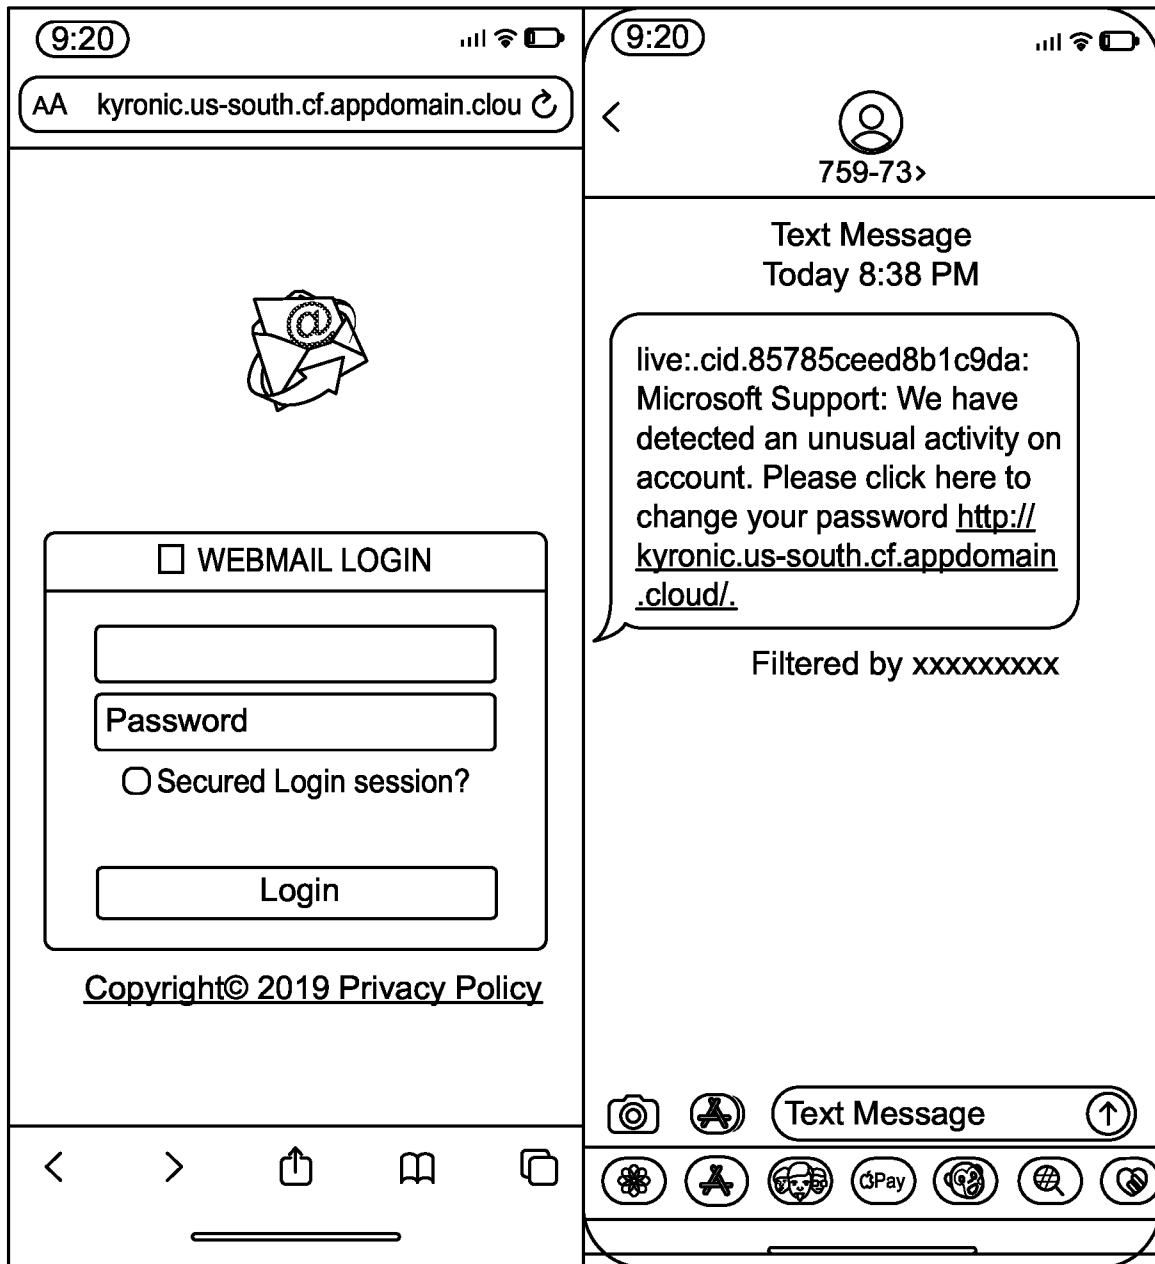 9:20
AA kyronic.us-south.cf.appdomain.clou
@
WEBMAIL LOGIN
Password
Secured Login session?
Login
Copyright© 2019 Privacy Policy
9:20
759-73>
Text Message
Today 8:38 PM
live:.cid.85785ceed8b1c9da:
Microsoft Support: We have
detected an unusual activity on
account. Please click here to
change your password http://
kyronic.us-south.cf.appdomain
.cloud/.
Filtered by xxxxxxxxx
Text Message
Pay